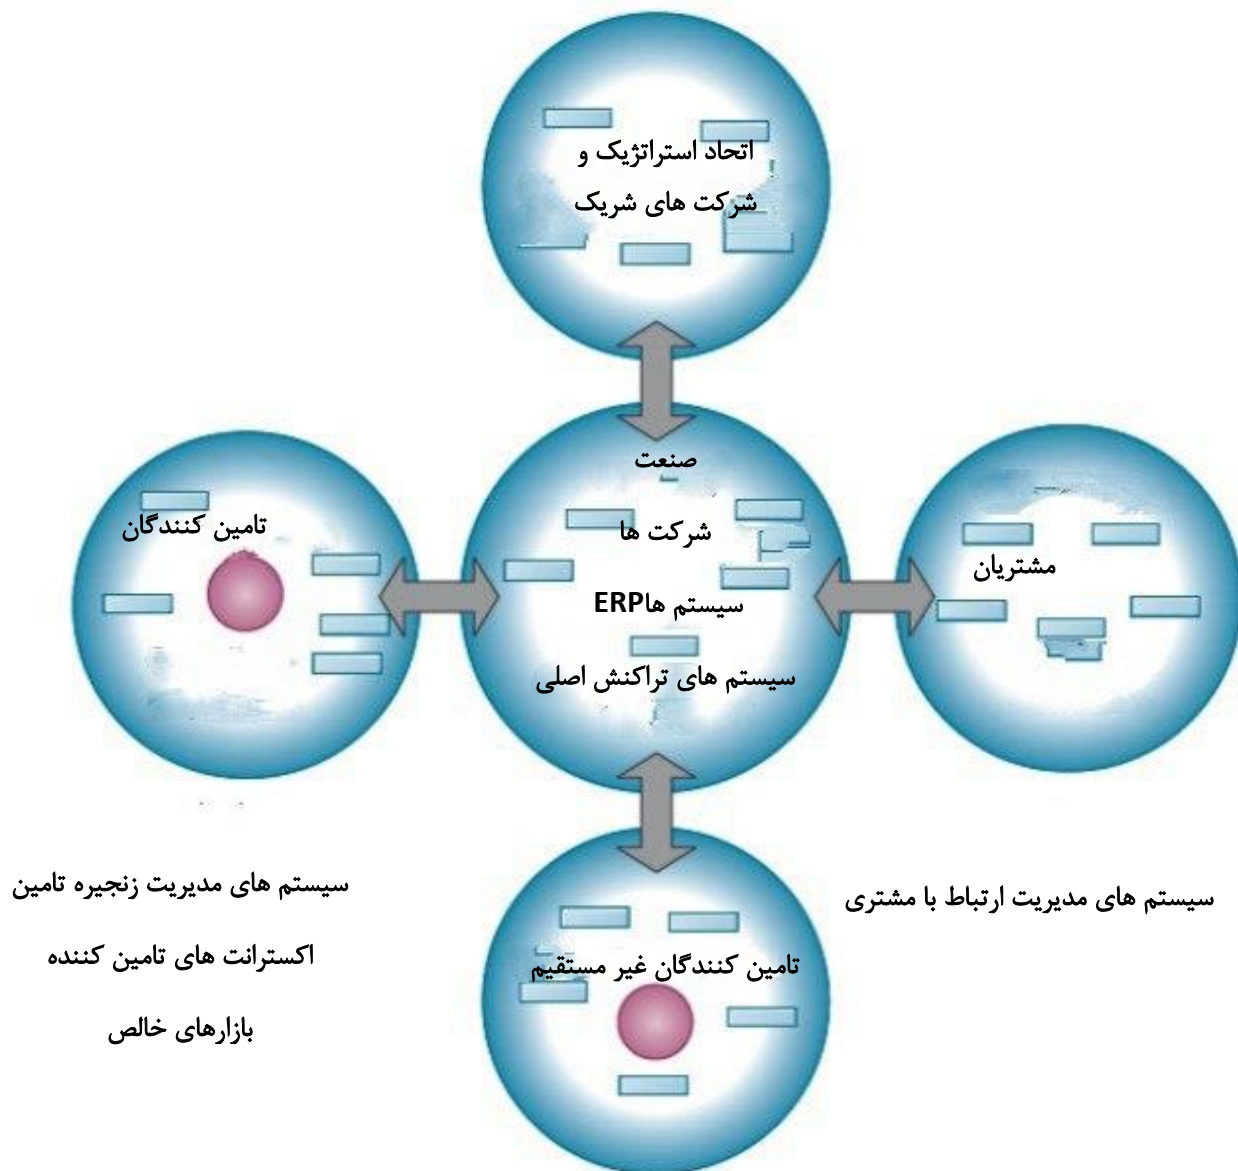 اتحاد استراتژیک و
شرکت های شریک
صنعت
شرکت ها
سیستم هاERP
سیستم های تراکنش اصلی
تامین کنندگان
مشتریان
سیستم های مدیریت زنجیره تامین
اکسترانت های تامین کننده
بازارهای خالص
سیستم های مدیریت ارتباط با مشتری
تامین کنندگان غیر مستقیم